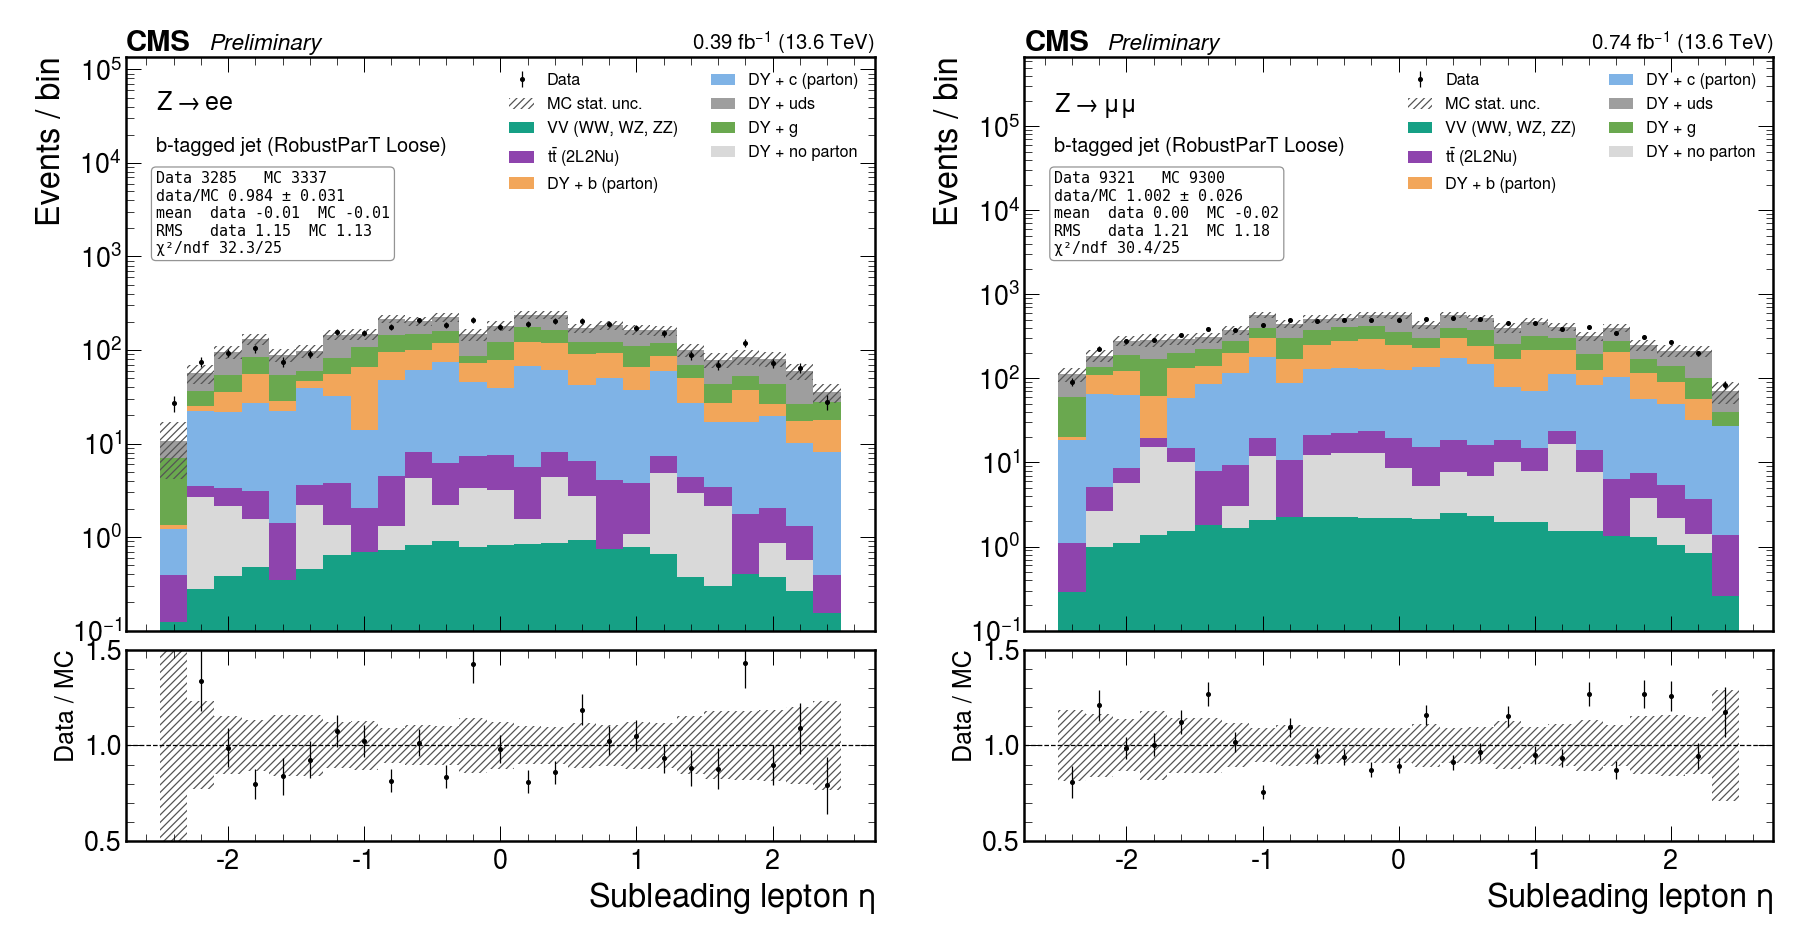 CMS Preliminary 0.39 fb⁻¹ (13.6 TeV)
Events / bin
10⁵
10⁴
10³
10²
10¹
10⁰
10⁻¹
Z → ee
b-tagged jet (RobustParT Loose)
Data 3285 MC 3337
data/MC 0.984 ± 0.031
mean data -0.01 MC -0.01
RMS data 1.15 MC 1.13
χ²/ndf 32.3/25
Data
MC stat. unc.
VV (WW, WZ, ZZ)
tt̄ (2L2Nu)
DY + b (parton)
DY + c (parton)
DY + uds
DY + g
DY + no parton
Data / MC
1.5
1.0
0.5
-2 -1 0 1 2
Subleading lepton η
CMS Preliminary 0.74 fb⁻¹ (13.6 TeV)
Events / bin
10⁵
10⁴
10³
10²
10¹
10⁰
10⁻¹
Z → μμ
b-tagged jet (RobustParT Loose)
Data 9321 MC 9300
data/MC 1.002 ± 0.026
mean data 0.00 MC -0.02
RMS data 1.21 MC 1.18
χ²/ndf 30.4/25
Data
MC stat. unc.
VV (WW, WZ, ZZ)
tt̄ (2L2Nu)
DY + b (parton)
DY + c (parton)
DY + uds
DY + g
DY + no parton
Data / MC
1.5
1.0
0.5
-2 -1 0 1 2
Subleading lepton η